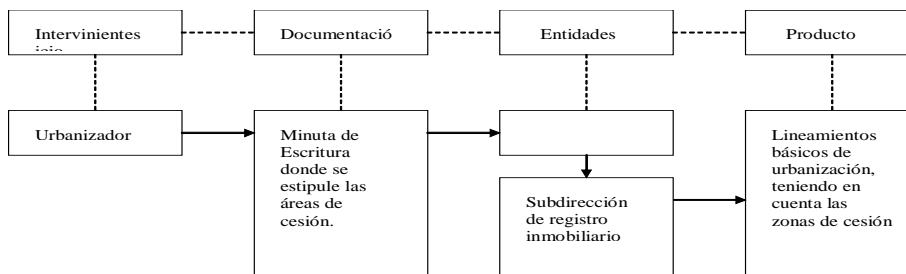 Intervinientes
Documentació
Entidades
Producto
Urbanizador
Minuta de
Escritura
donde se
estipule las
áreas de
cesión.
Subdirección
de registro
inmobiliario
Lineamientos
básicos de
urbanización,
teniendo en
cuenta las
zonas de cesión